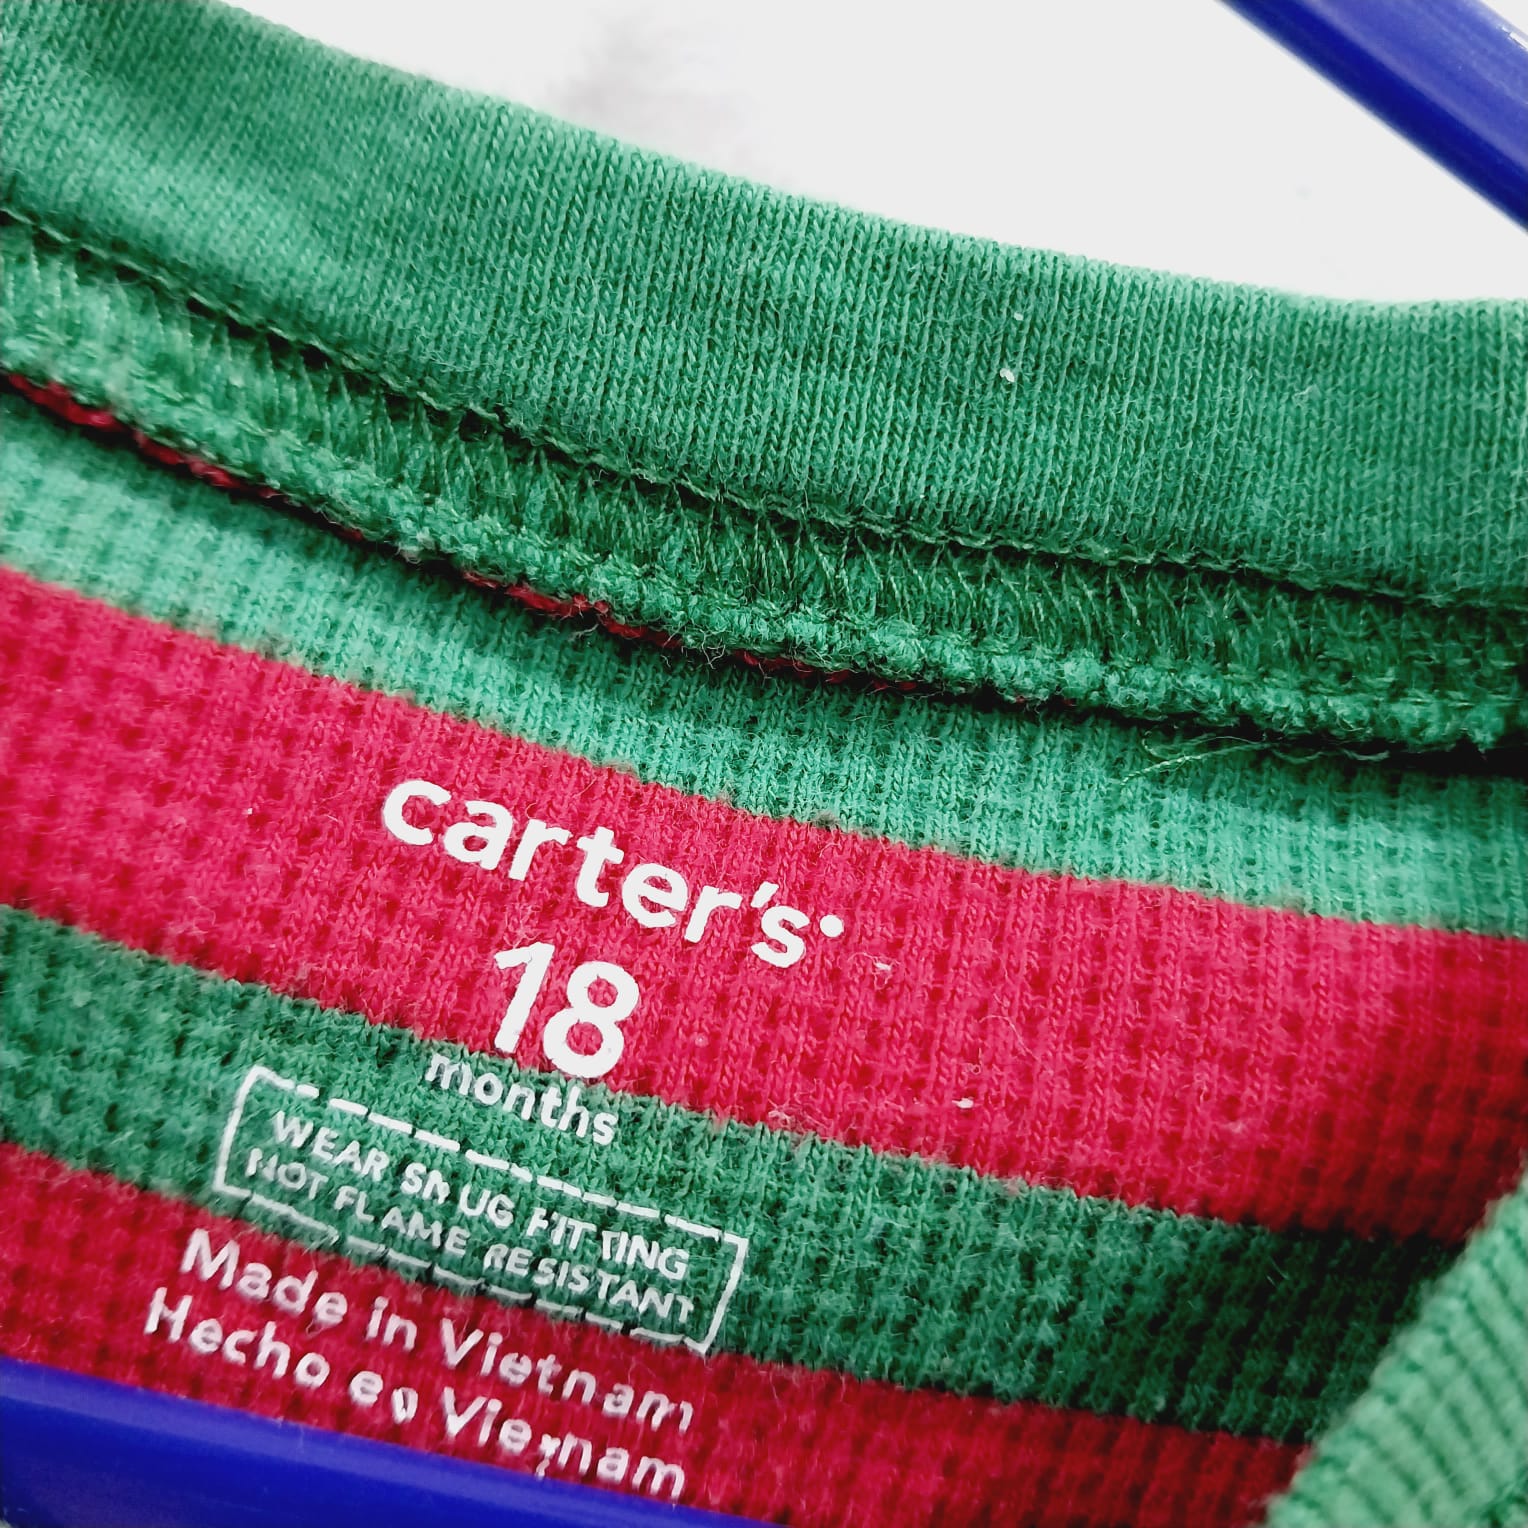 carter's
18
months
WEAR SNUG FITTING
NOT FLAME RESISTANT
Made in Vietnam
Hecho en Vietnam